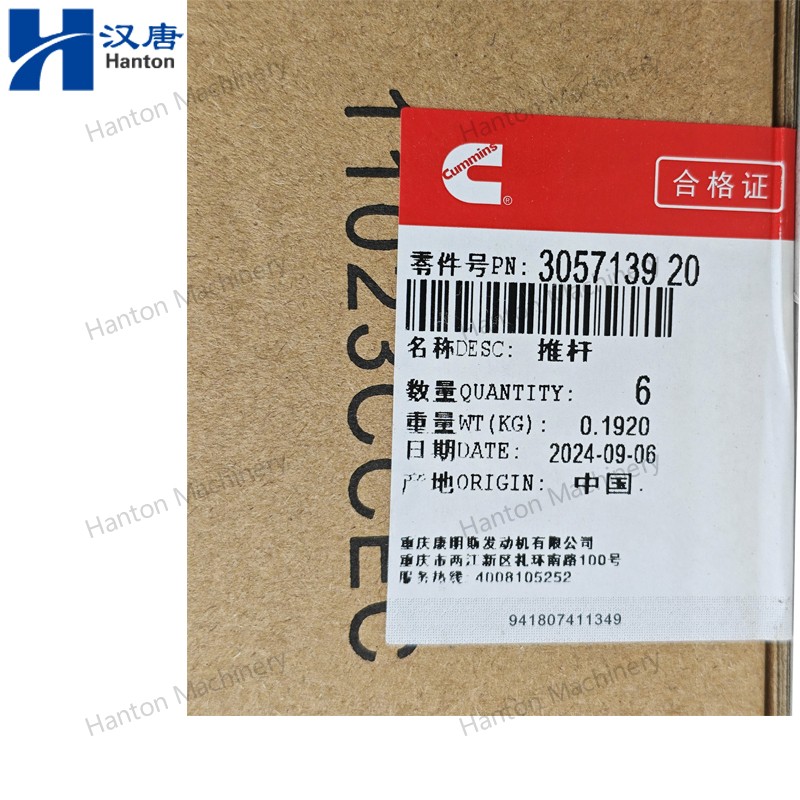 汉唐
Hanton
Hanton Machinery
Hanton Machinery
11023CCEC
Cummins
®
合格证
零件号PN: 3057139 20
Hanton Machinery
Hanton Machinery
名称DESC: 推杆
数量QUANTITY: 6
重量WT(KG): 0.1920
日期DATE: 2024-09-06
产地ORIGIN: 中国.
Hanton Machinery
Hanton Machinery
重庆康明斯发动机有限公司
重庆市两江新区礼环南路100号
服务热线 4008105252
941807411349
Hanton Machinery
Hanton Machinery